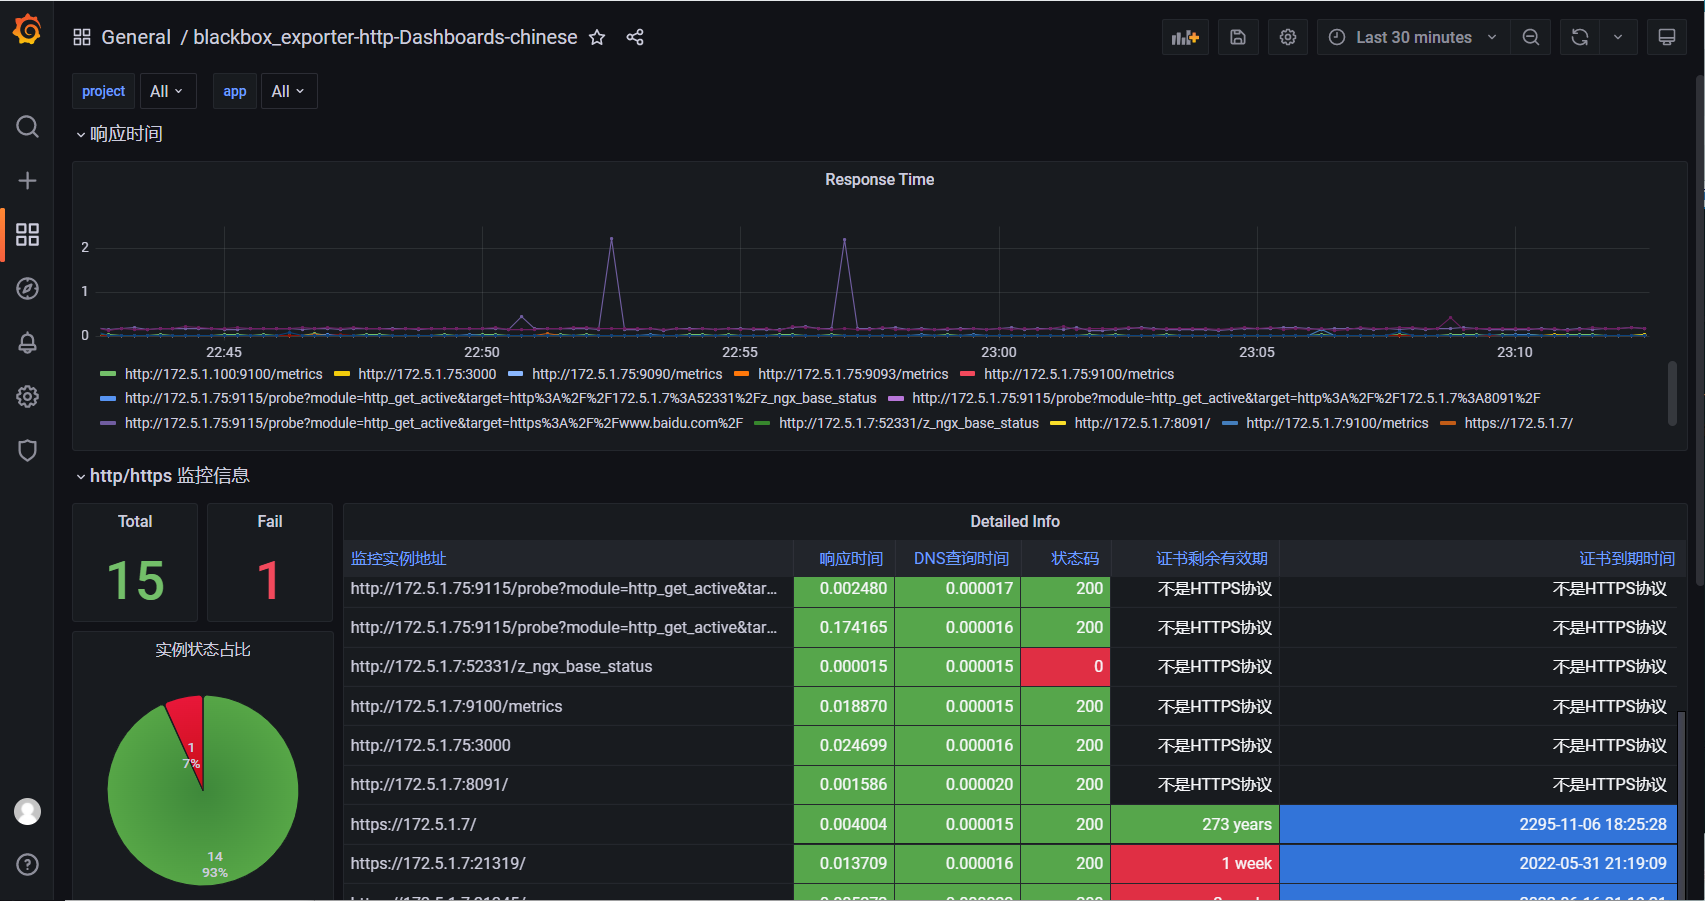 General / blackbox_exporter-http-Dashboards-chinese
Last 30 minutes
project All app All
响应时间
Response Time
2
1
0
22:45 22:50 22:55 23:00 23:05 23:10
http://172.5.1.100:9100/metrics http://172.5.1.75:3000 http://172.5.1.75:9090/metrics http://172.5.1.75:9093/metrics http://172.5.1.75:9100/metrics
http://172.5.1.75:9115/probe?module=http_get_active&target=http%3A%2F%2F172.5.1.7%3A52331%2Fz_ngx_base_status http://172.5.1.75:9115/probe?module=http_get_active&target=http%3A%2F%2F172.5.1.7%3A8091%2F
http://172.5.1.75:9115/probe?module=http_get_active&target=https%3A%2F%2Fwww.baidu.com%2F http://172.5.1.7:52331/z_ngx_base_status http://172.5.1.7:8091/ http://172.5.1.7:9100/metrics https://172.5.1.7/
http/https 监控信息
Total
15
Fail
1
实例状态占比
1
7%
14
93%
Detailed Info
监控实例地址 响应时间 DNS查询时间 状态码 证书剩余有效期 证书到期时间
http://172.5.1.75:9115/probe?module=http_get_active&tar... 0.002480 0.000017 200 不是HTTPS协议 不是HTTPS协议
http://172.5.1.75:9115/probe?module=http_get_active&tar... 0.174165 0.000016 200 不是HTTPS协议 不是HTTPS协议
http://172.5.1.7:52331/z_ngx_base_status 0.000015 0.000015 0 不是HTTPS协议 不是HTTPS协议
http://172.5.1.7:9100/metrics 0.018870 0.000015 200 不是HTTPS协议 不是HTTPS协议
http://172.5.1.75:3000 0.024699 0.000016 200 不是HTTPS协议 不是HTTPS协议
http://172.5.1.7:8091/ 0.001586 0.000020 200 不是HTTPS协议 不是HTTPS协议
https://172.5.1.7/ 0.004004 0.000015 200 273 years 2295-11-06 18:25:28
https://172.5.1.7:21319/ 0.013709 0.000016 200 1 week 2022-05-31 21:19:09